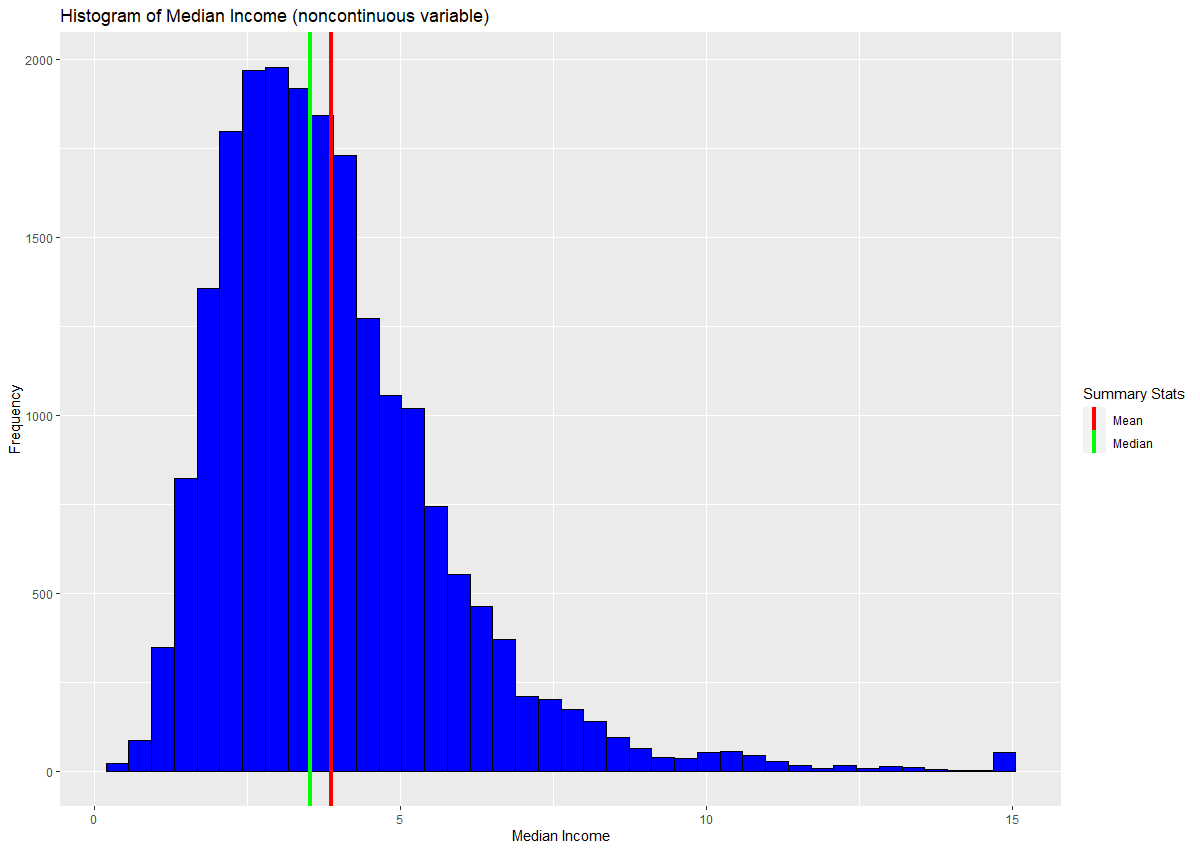 Histogram of Median Income (noncontinuous variable)
2000
1500
1000
500
0
Frequency
0 5 10 15
Median Income
Summary Stats
Mean
Median